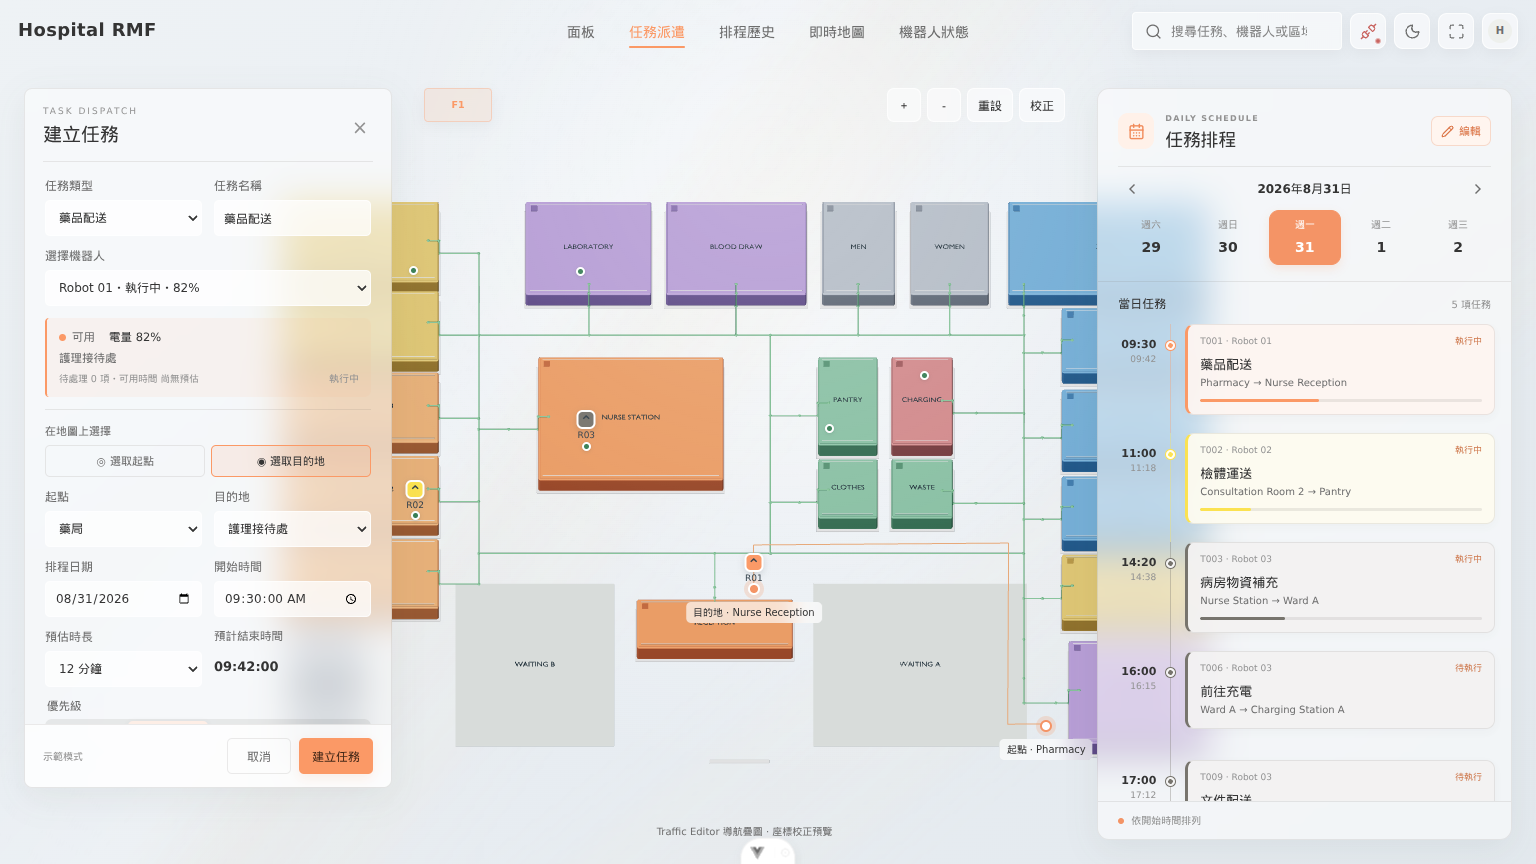 Hospital RMF
面板
任務派遣
排程歷史
即時地圖
機器人狀態
搜尋任務、機器人或區域
H
TASK DISPATCH
建立任務
任務類型
任務名稱
藥品配送
藥品配送
選擇機器人
Robot 01・執行中・82%
可用 電量 82%
護理接待處
待處理 0 項・可用時間 尚無預估
執行中
在地圖上選擇
◎ 選取起點
◉ 選取目的地
起點
目的地
藥局
護理接待處
排程日期
開始時間
08/31/2026
09:30:00 AM
預估時長
預計結束時間
12 分鐘
09:42:00
優先級
示範模式
取消
建立任務
F1
+
-
重設
校正
LABORATORY
BLOOD DRAW
MEN
WOMEN
NURSE STATION
R03
PANTRY
CHARGING
CLOTHES
WASTE
R02
R01
目的地 · Nurse Reception
WAITING B
WAITING A
起點 · Pharmacy
Traffic Editor 導航疊圖 · 座標校正預覽
DAILY SCHEDULE
任務排程
編輯
2026年8月31日
週六
週日
週一
週二
週三
29
30
31
1
2
當日任務
5 項任務
09:30
09:42
T001 · Robot 01
執行中
藥品配送
Pharmacy → Nurse Reception
11:00
11:18
T002 · Robot 02
執行中
檢體運送
Consultation Room 2 → Pantry
14:20
14:38
T003 · Robot 03
執行中
病房物資補充
Nurse Station → Ward A
16:00
16:15
T006 · Robot 03
待執行
前往充電
Ward A → Charging Station A
17:00
17:12
T009 · Robot 03
待執行
文件配送
依開始時間排列